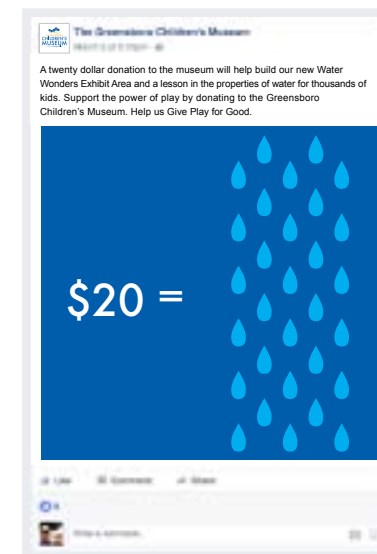 CHILDREN'S
MUSEUM
The Greensboro Children's Museum
A twenty dollar donation to the museum will help build our new Water
Wonders Exhibit Area and a lesson in the properties of water for thousands of
kids. Support the power of play by donating to the Greensboro
Children's Museum. Help us Give Play for Good.
$20 =
Like Comment Share
Write a comment...